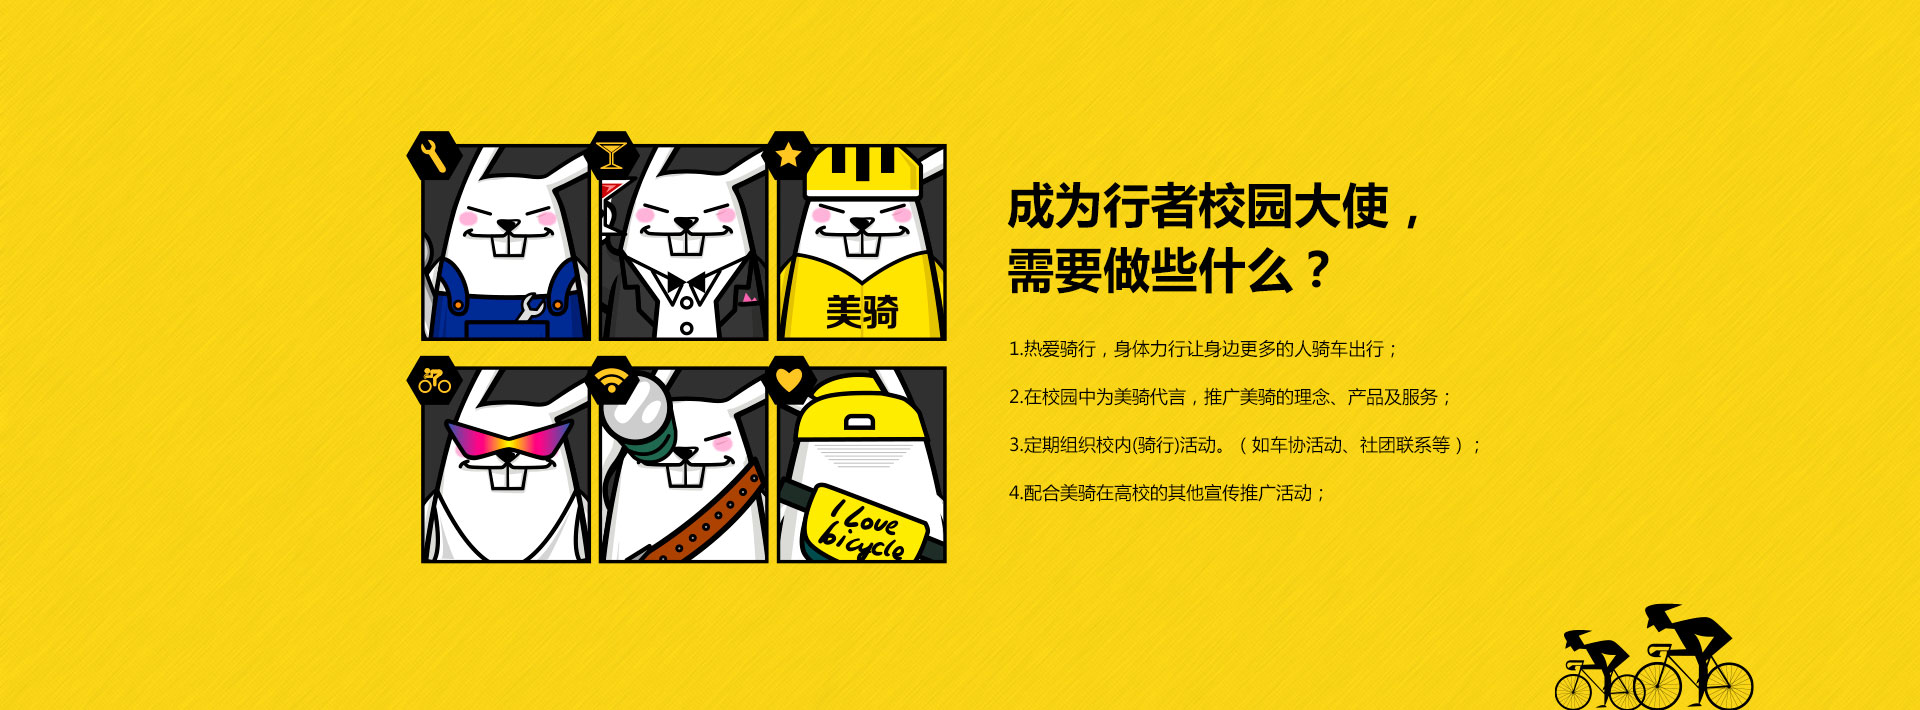 美骑
I Love
bicycle
成为行者校园大使，
需要做些什么？
1.热爱骑行，身体力行让身边更多的人骑车出行；
2.在校园中为美骑代言，推广美骑的理念、产品及服务；
3.定期组织校内(骑行)活动。（如车协活动、社团联系等）；
4.配合美骑在高校的其他宣传推广活动；